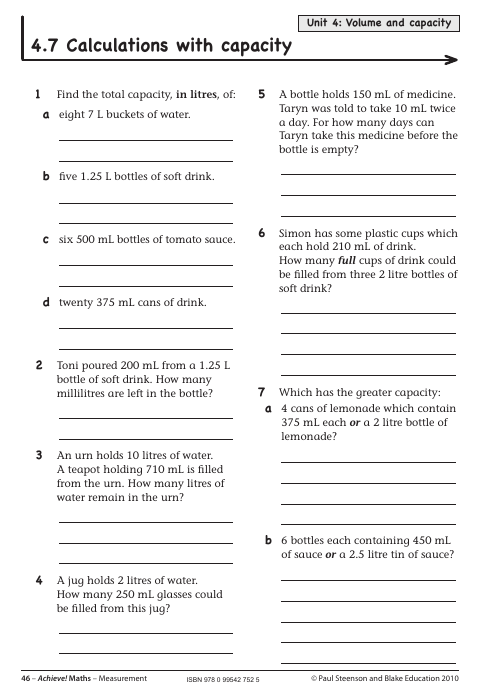 Unit 4: Volume and capacity
4.7 Calculations with capacity
1 Find the total capacity, in litres, of:
a eight 7 L buckets of water.
b five 1.25 L bottles of soft drink.
c six 500 mL bottles of tomato sauce.
d twenty 375 mL cans of drink.
2 Toni poured 200 mL from a 1.25 L
bottle of soft drink. How many
millilitres are left in the bottle?
3 An urn holds 10 litres of water.
A teapot holding 710 mL is filled
from the urn. How many litres of
water remain in the urn?
4 A jug holds 2 litres of water.
How many 250 mL glasses could
be filled from this jug?
5 A bottle holds 150 mL of medicine.
Taryn was told to take 10 mL twice
a day. For how many days can
Taryn take this medicine before the
bottle is empty?
6 Simon has some plastic cups which
each hold 210 mL of drink.
How many full cups of drink could
be filled from three 2 litre bottles of
soft drink?
7 Which has the greater capacity:
a 4 cans of lemonade which contain
375 mL each or a 2 litre bottle of
lemonade?
b 6 bottles each containing 450 mL
of sauce or a 2.5 litre tin of sauce?
46 – Achieve! Maths – Measurement
ISBN 978 0 99542 752 5
© Paul Steenson and Blake Education 2010